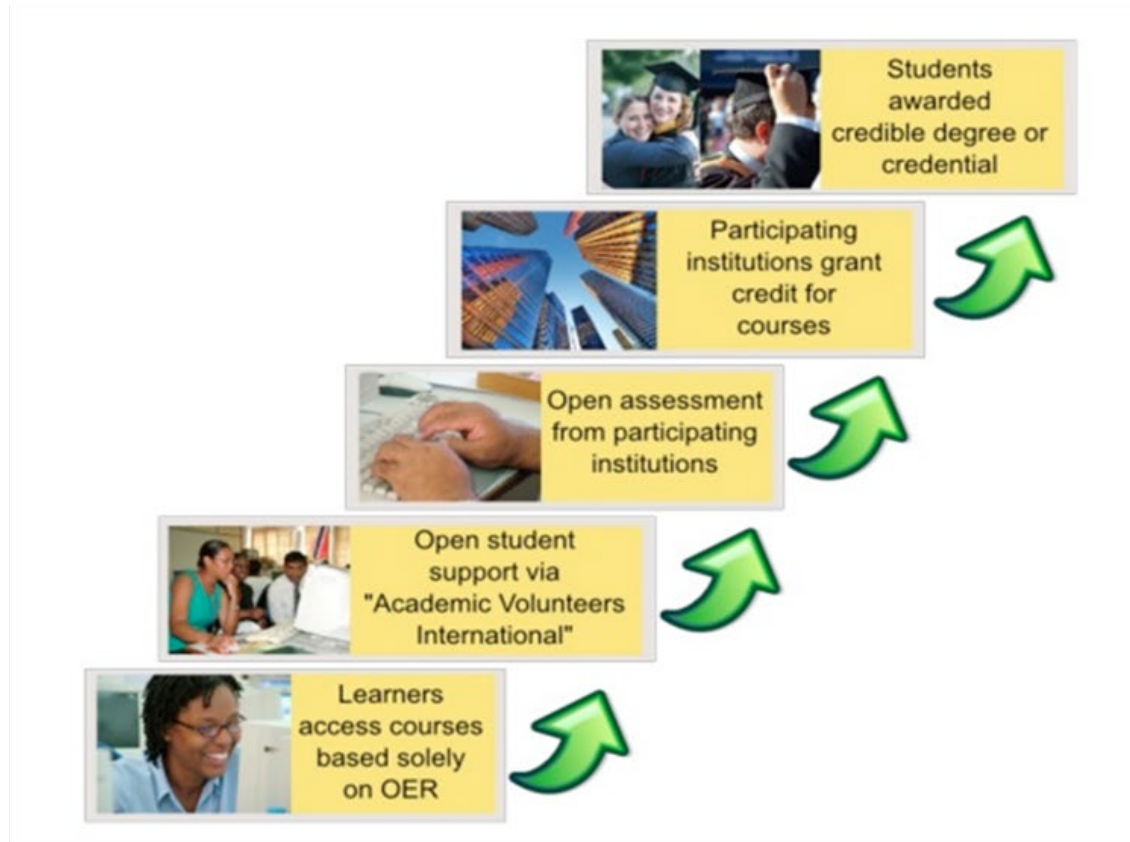 Students
awarded
credible degree or
credential
Participating
institutions grant
credit for
courses
Open assessment
from participating
institutions
Open student
support via
"Academic Volunteers
International"
Learners
access courses
based solely
on OER